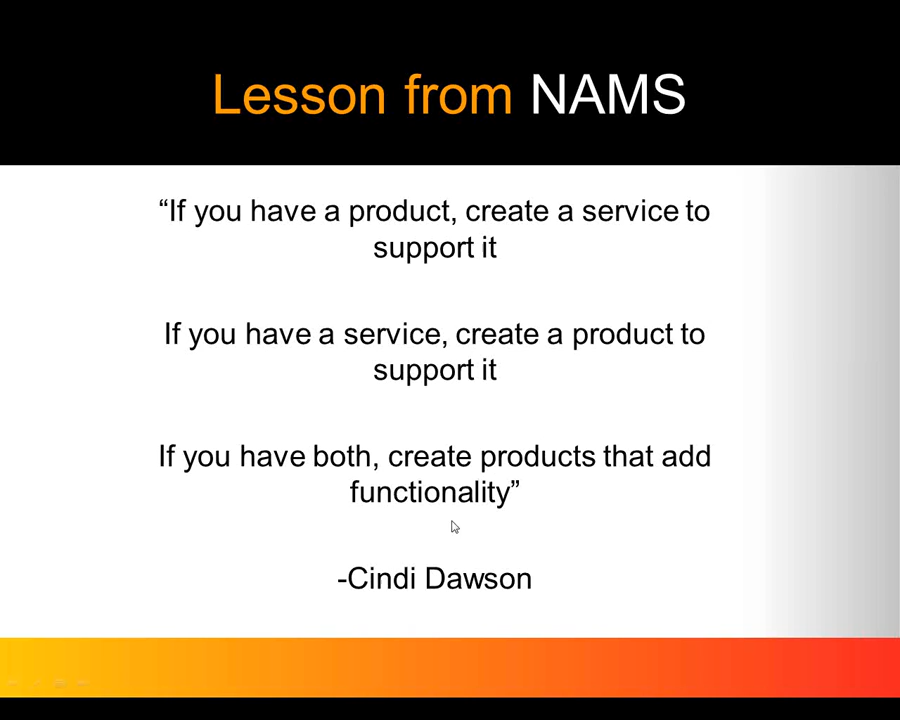 Lesson from NAMS
“If you have a product, create a service to
support it
If you have a service, create a product to
support it
If you have both, create products that add
functionality”
-Cindi Dawson